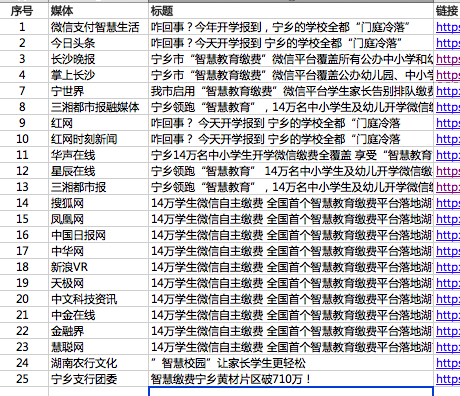 序号 媒体 标题 链接
1 微信支付智慧生活 咋回事？今年开学报到，宁乡的学校全都“门庭冷落” https
2 今日头条 咋回事？今天开学报到 宁乡的学校全都“门庭冷落” https
3 长沙晚报 宁乡市“智慧教育缴费”微信平台覆盖所有公办中小学和幼 https
4 掌上长沙 宁乡市“智慧教育缴费”微信平台覆盖公办幼儿园、中小学 https
7 宁世界 我市启用“智慧教育缴费”微信平台学生家长告别排队缴费 https
8 三湘都市报融媒体 宁乡领跑“智慧教育”，14万名中小学生及幼儿开学微信缴 https
9 红网 咋回事？ 今天开学报到 宁乡的学校全都“门庭冷落 https
10 红网时刻新闻 咋回事？ 今天开学报到 宁乡的学校全都“门庭冷落 https
11 华声在线 宁乡14万名中小学生开学微信缴费全覆盖 享受“智慧教育 https
12 星辰在线 宁乡领跑“智慧教育” 14万名中小学生及幼儿开学微信缴 https
13 三湘都市报 宁乡领跑“智慧教育”，14万名中小学生及幼儿开学微信缴 https
14 搜狐网 14万学生微信自主缴费 全国首个智慧教育缴费平台落地湖 https
15 凤凰网 14万学生微信自主缴费 全国首个智慧教育缴费平台落地湖 https
16 中国日报网 14万学生微信自主缴费 全国首个智慧教育缴费平台落地湖 https
17 中华网 14万学生微信自主缴费 全国首个智慧教育缴费平台落地湖 https
18 新浪VR 14万学生微信自主缴费 全国首个智慧教育缴费平台落地湖 https
19 天极网 14万学生微信自主缴费 全国首个智慧教育缴费平台落地湖 https
20 中文科技资讯 14万学生微信自主缴费 全国首个智慧教育缴费平台落地湖 https
21 中金在线 14万学生微信自主缴费 全国首个智慧教育缴费平台落地湖 https
22 金融界 14万学生微信自主缴费 全国首个智慧教育缴费平台落地湖 https
23 慧聪网 14万学生微信自主缴费 全国首个智慧教育缴费平台落地湖 https
24 湖南农行文化 ”智慧校园”让家长学生更轻松 https
25 宁乡支行团委 智慧缴费宁乡黄材片区破710万！ https